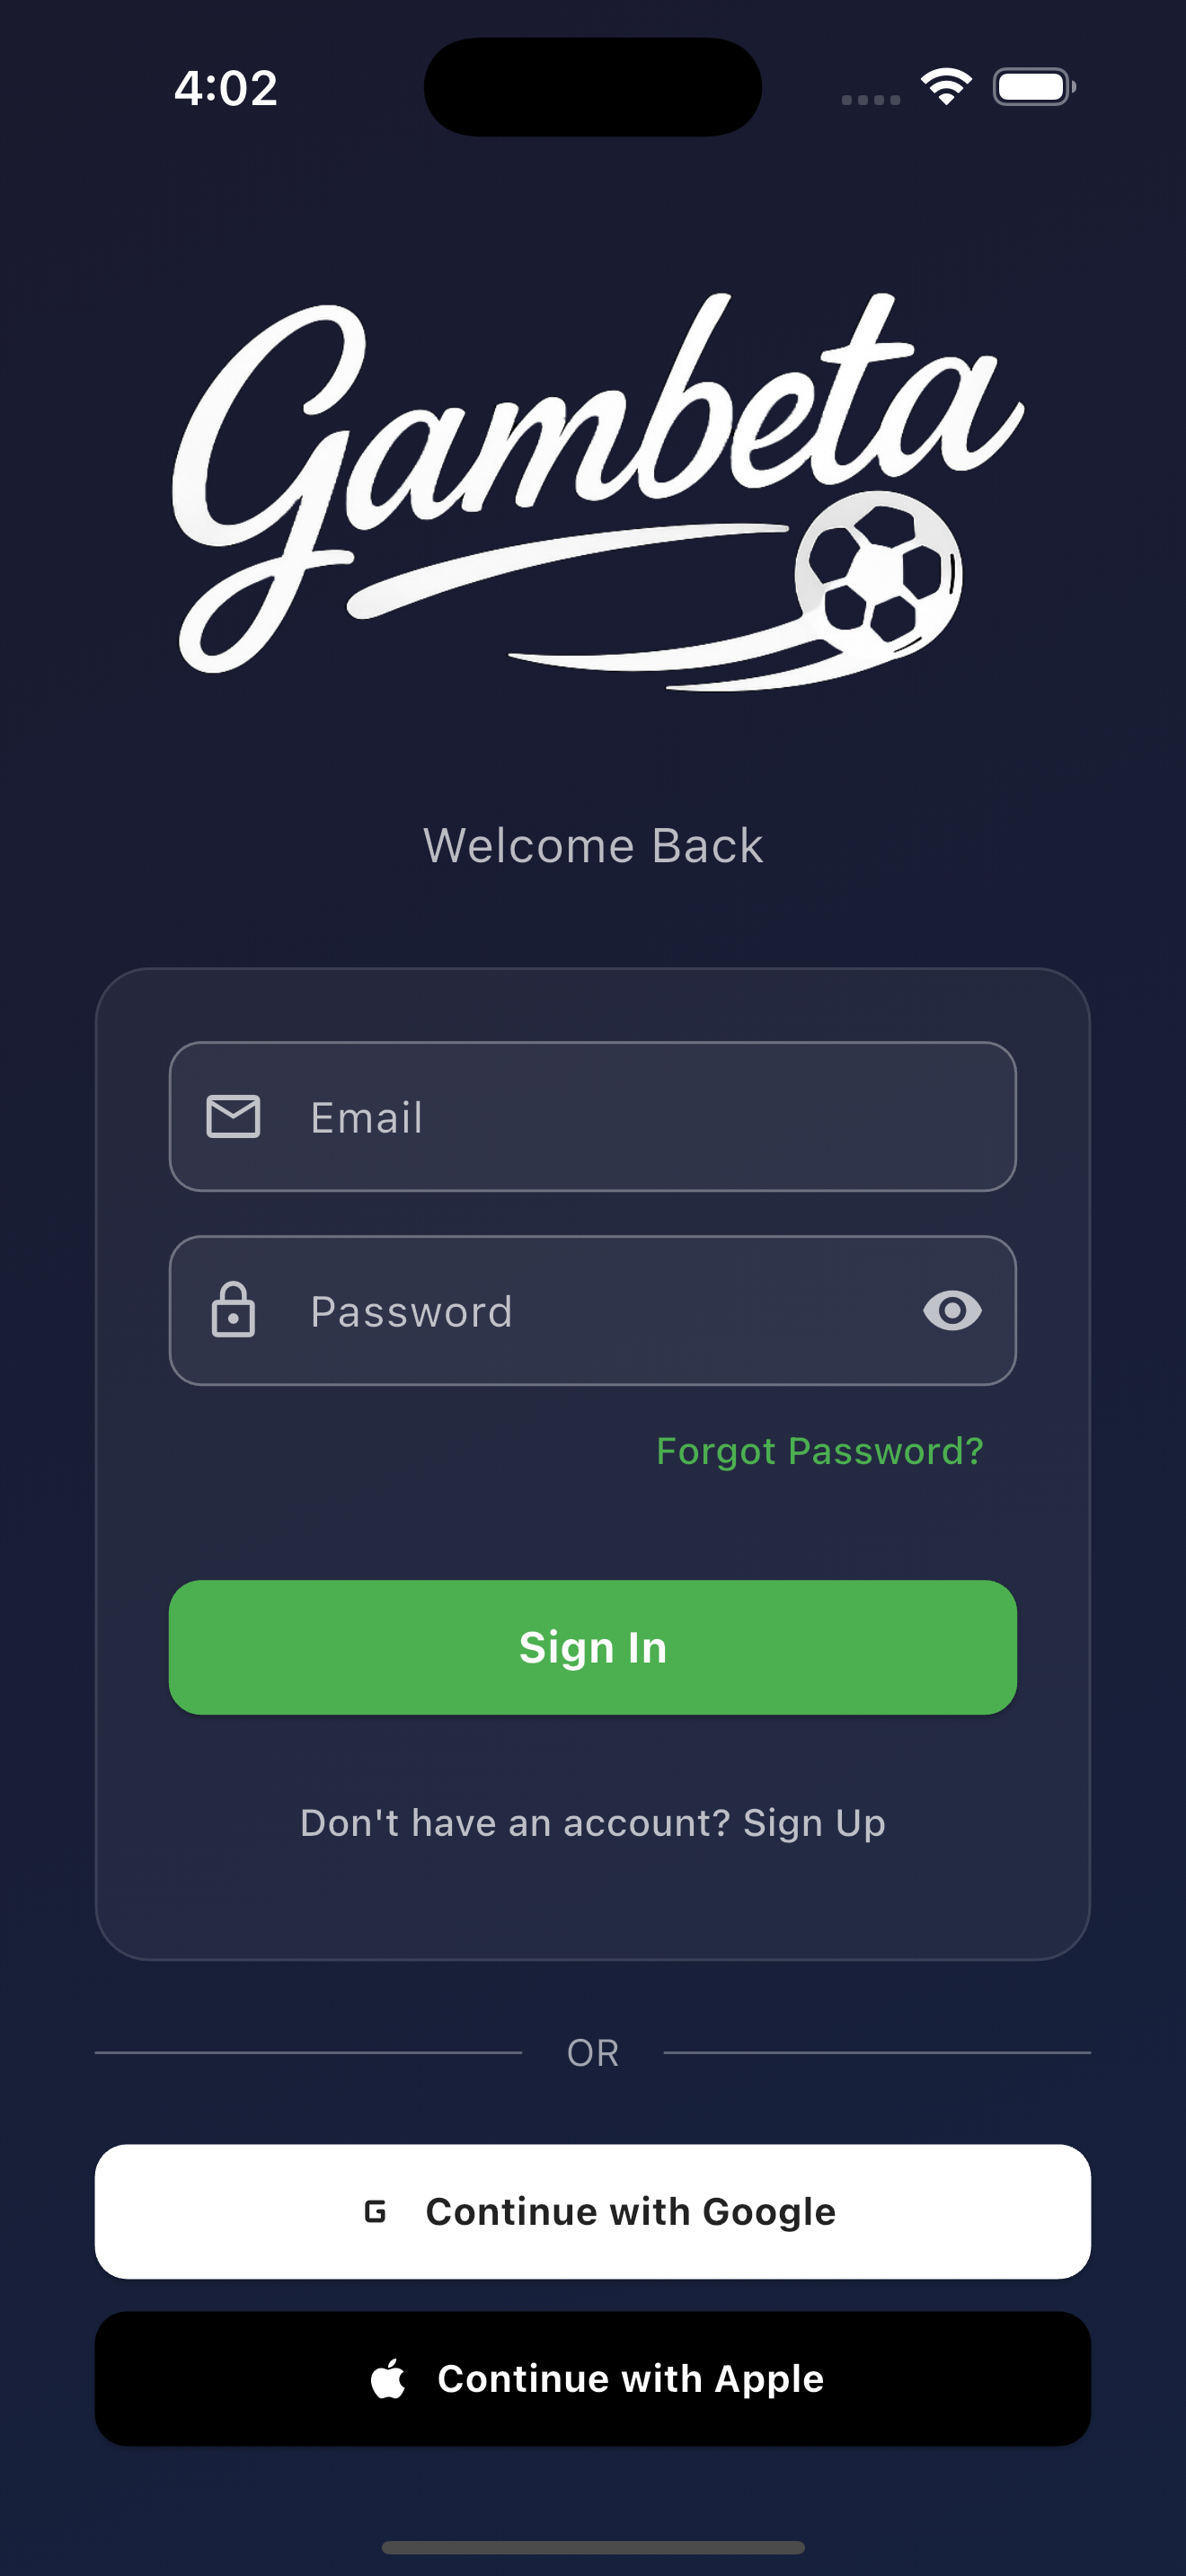 4:02
Gambeta
Welcome Back
Email
Password
Forgot Password?
Sign In
Don't have an account? Sign Up
OR
G Continue with Google
Continue with Apple